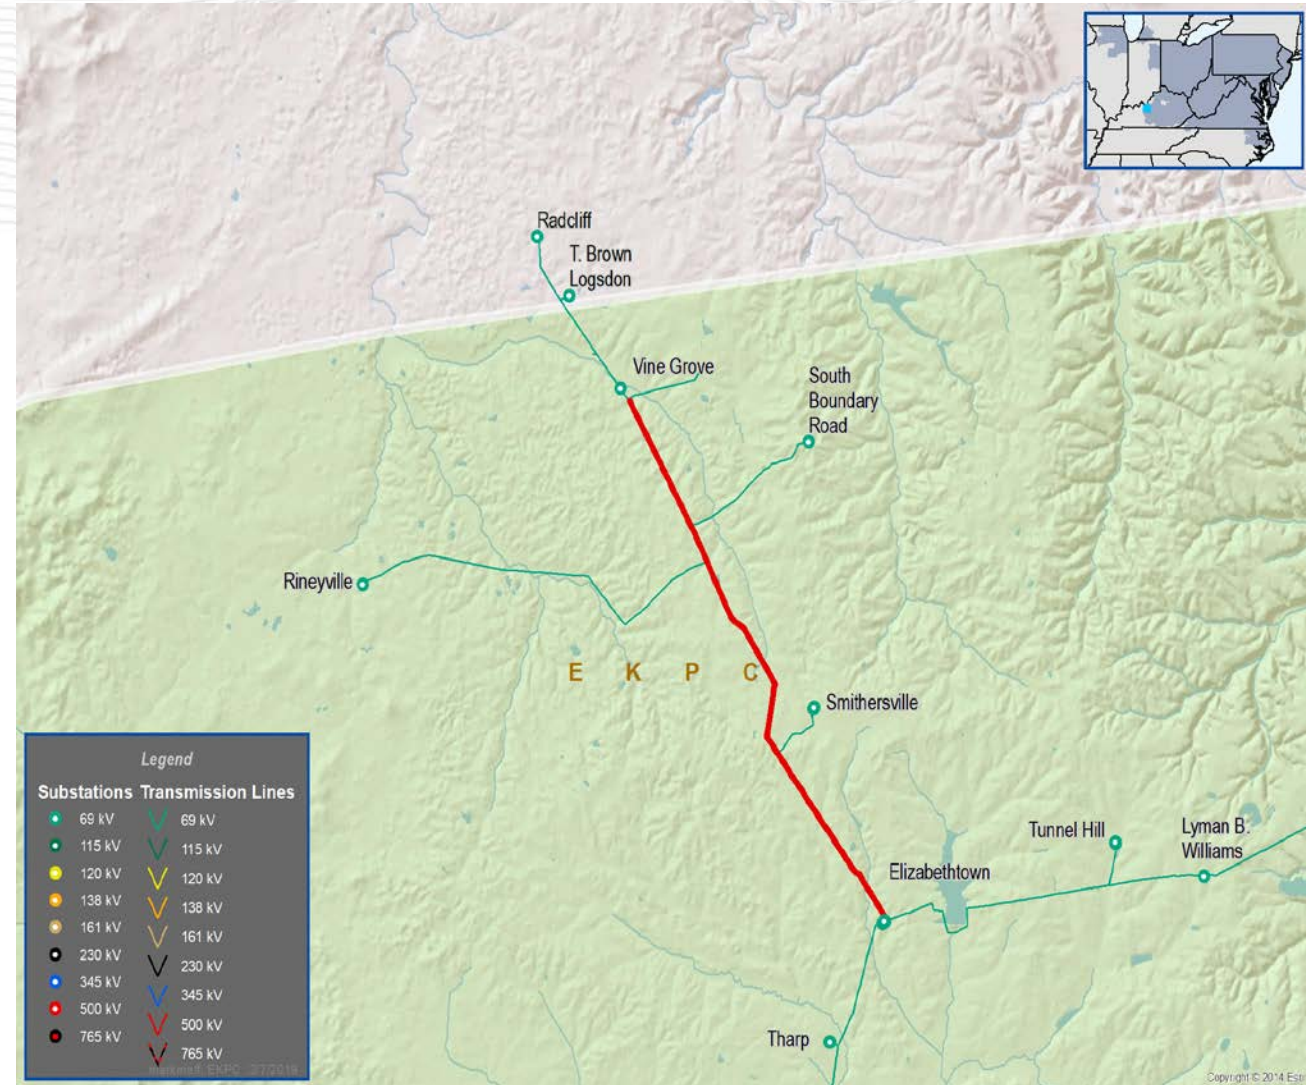 Radcliff
T. Brown
Logsdon
Vine Grove
South
Boundary
Road
Rineyville
E K P C
Smithersville
Tunnel Hill
Lyman B.
Williams
Elizabethtown
Tharp
Legend
Substations Transmission Lines
69 kV 69 kV
115 kV 115 kV
120 kV 120 kV
138 kV 138 kV
161 kV 161 kV
230 kV 230 kV
345 kV 345 kV
500 kV 500 kV
765 kV 765 kV
EKPC
Copyright © 2014 Esri